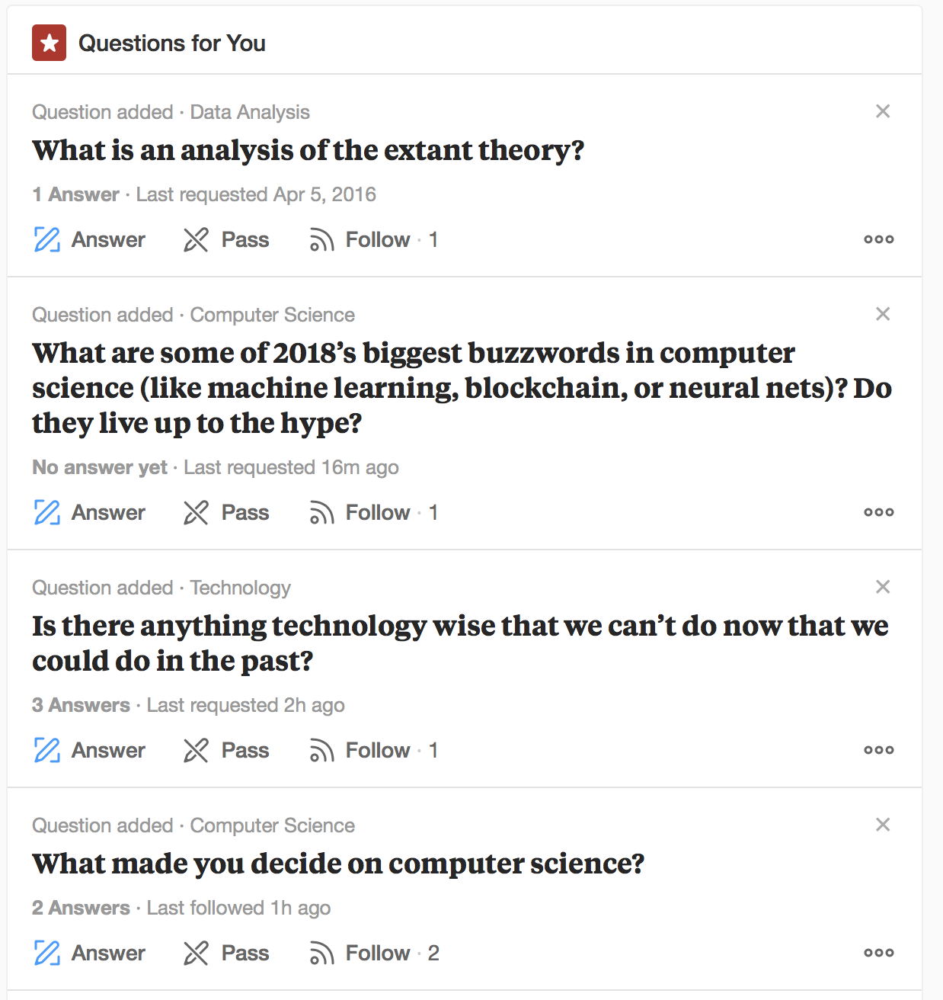 Questions for You
Question added · Data Analysis
What is an analysis of the extant theory?
1 Answer · Last requested Apr 5, 2016
Answer Pass Follow · 1
Question added · Computer Science
What are some of 2018’s biggest buzzwords in computer
science (like machine learning, blockchain, or neural nets)? Do
they live up to the hype?
No answer yet · Last requested 16m ago
Answer Pass Follow · 1
Question added · Technology
Is there anything technology wise that we can’t do now that we
could do in the past?
3 Answers · Last requested 2h ago
Answer Pass Follow · 1
Question added · Computer Science
What made you decide on computer science?
2 Answers · Last followed 1h ago
Answer Pass Follow · 2